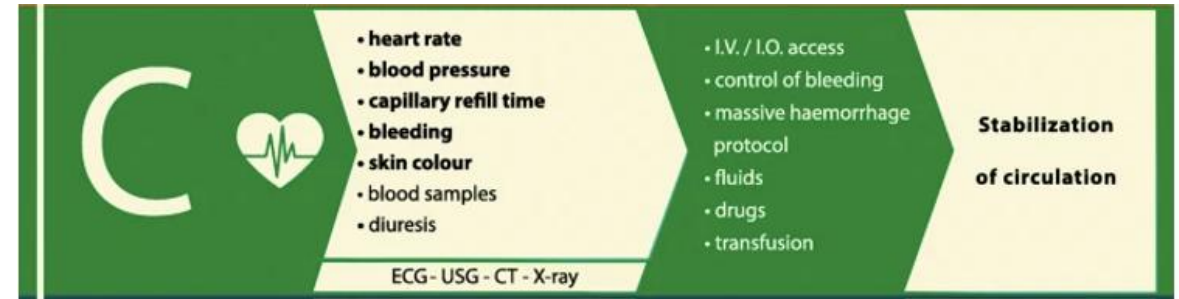 C
• heart rate
• blood pressure
• capillary refill time
• bleeding
• skin colour
• blood samples
• diuresis
ECG - USG - CT - X-ray
• I.V. / I.O. access
• control of bleeding
• massive haemorrhage
protocol
• fluids
• drugs
• transfusion
Stabilization
of circulation